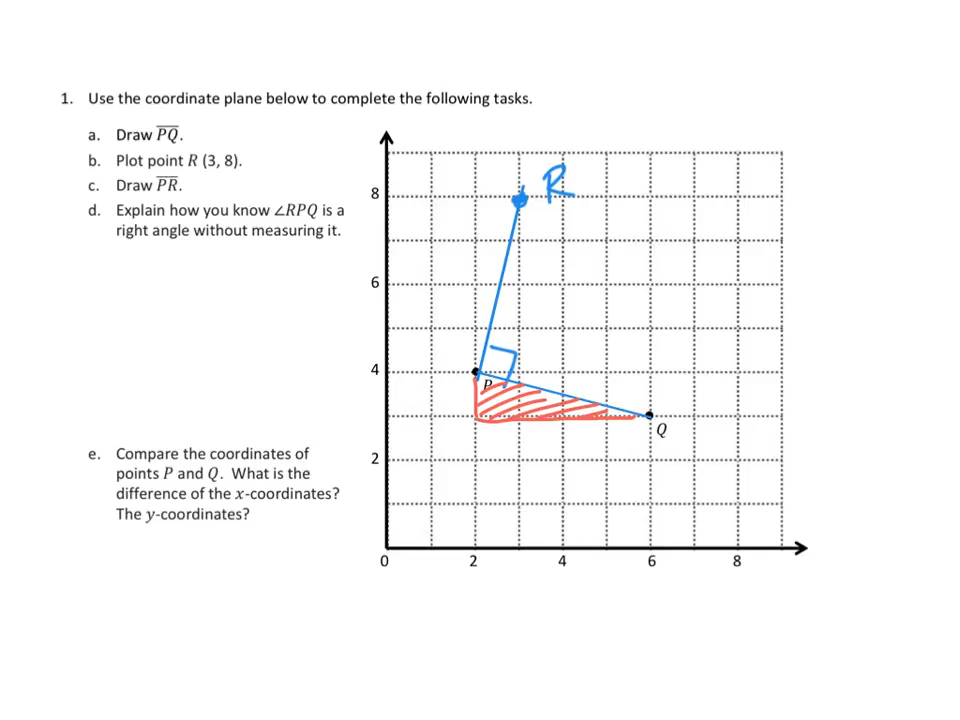 1. Use the coordinate plane below to complete the following tasks.
a. Draw P̅Q̅.
b. Plot point R (3, 8).
c. Draw P̅R̅.
d. Explain how you know ∠RPQ is a
right angle without measuring it.
e. Compare the coordinates of
points P and Q. What is the
difference of the x-coordinates?
The y-coordinates?
R
8
6
4
P
Q
2
0 2 4 6 8